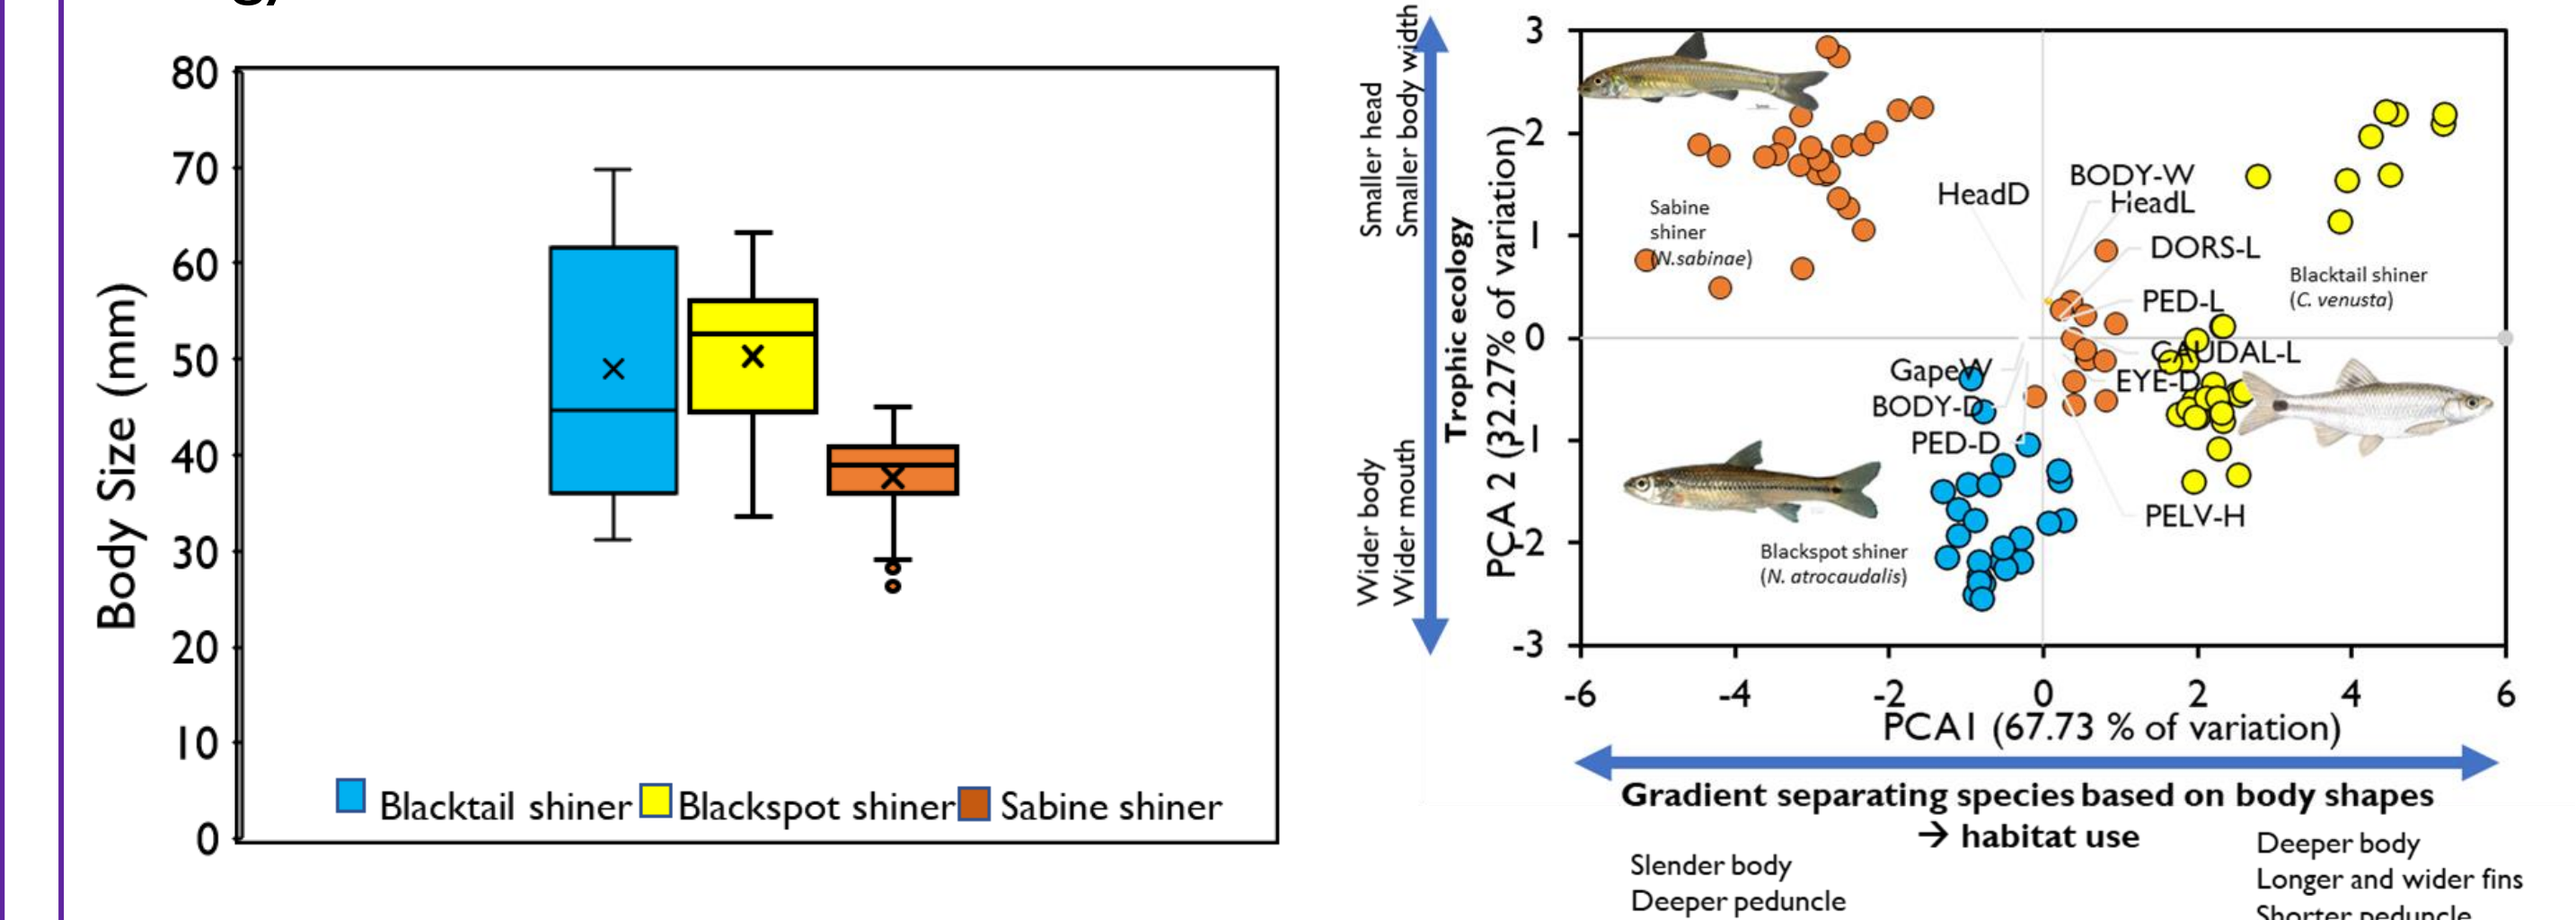 80
70
60
50
40
30
20
10
0
Body Size (mm)
Blacktail shiner
Blackspot shiner
Sabine shiner
Smaller head
Smaller body width
Wider body
Wider mouth
Trophic ecology
PCA 2 (32.27% of variation)
3
2
1
0
-1
-2
-3
Sabine
shiner
(N.sabinae)
HeadD
BODY-W
HeadL
DORS-L
PED-L
CAUDAL-L
EYE-D
GapeW
BODY-D
PED-D
PELV-H
Blacktail shiner
(C. venusta)
Blackspot shiner
(N. atrocaudalis)
-6
-4
-2
0
2
4
6
PCA1 (67.73 % of variation)
Gradient separating species based on body shapes
→ habitat use
Slender body
Deeper peduncle
Deeper body
Longer and wider fins
Shorter peduncle